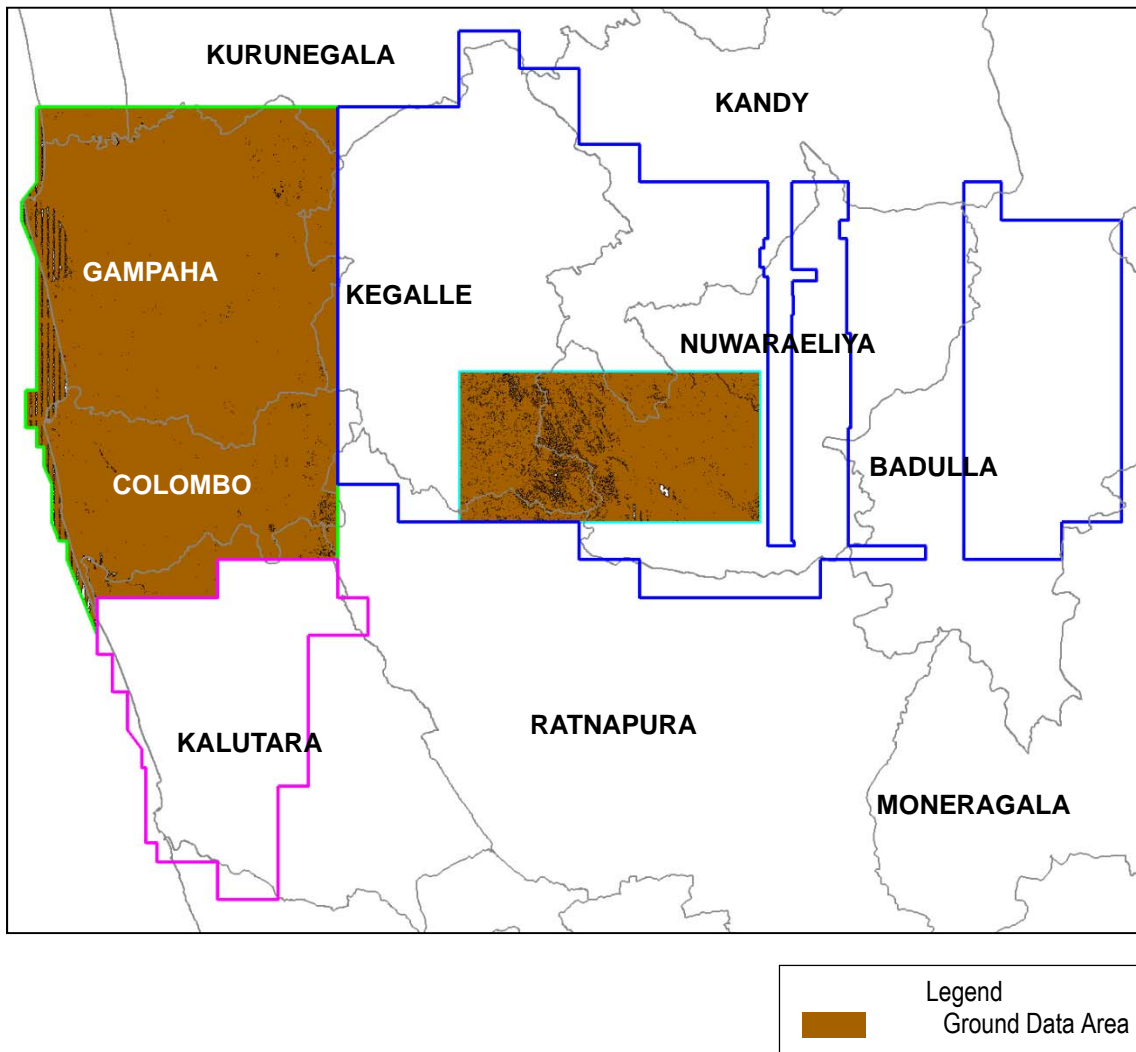 KURUNEGALA
KANDY
GAMPAHA
KEGALLE
NUWARAELIYA
BADULLA
COLOMBO
RATNAPURA
KALUTARA
MONERAGALA
Legend
Ground Data Area